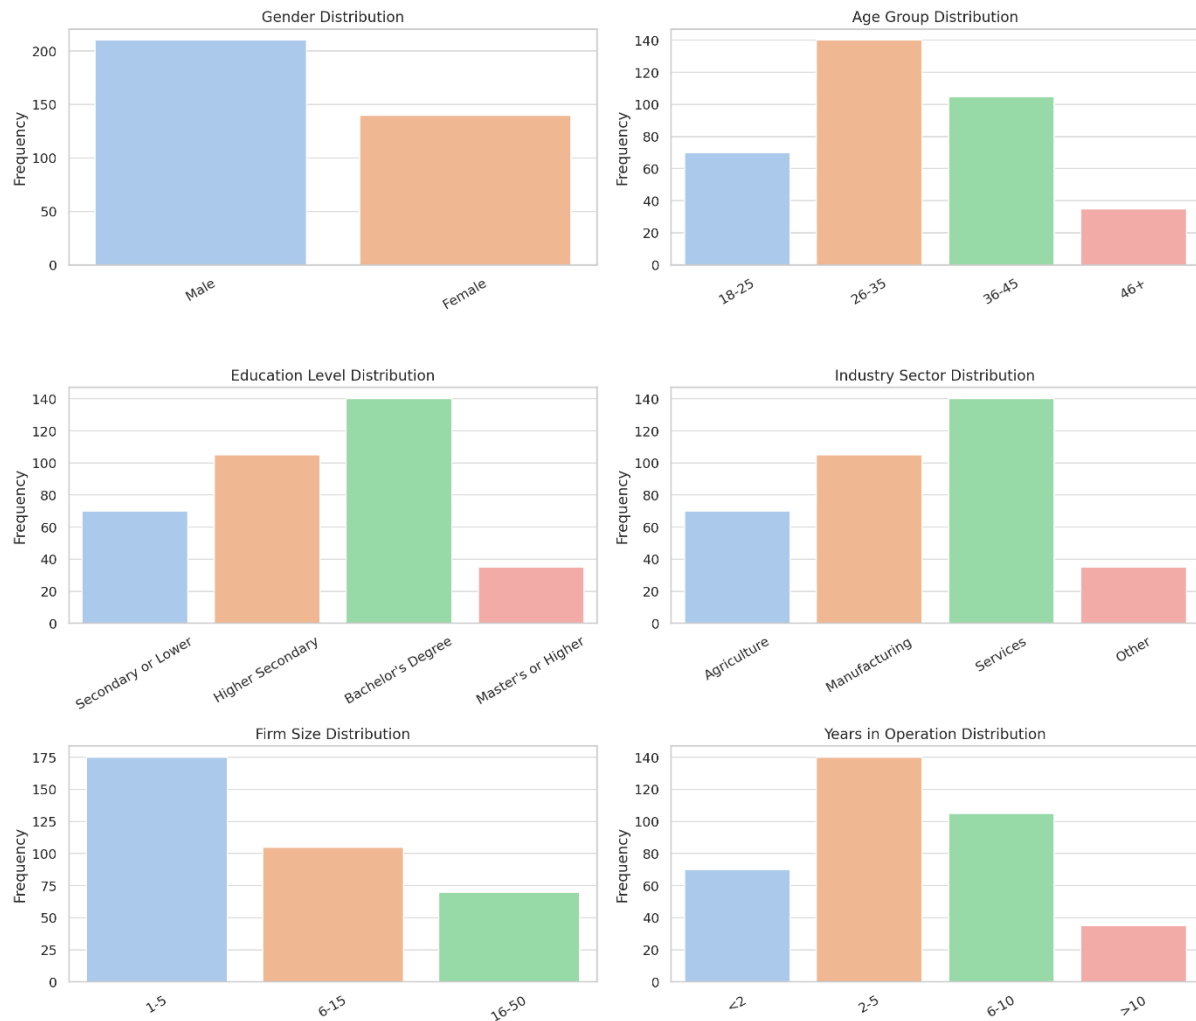 Gender Distribution
Frequency
200
150
100
50
0
Male
Female
Age Group Distribution
Frequency
140
120
100
80
60
40
20
0
18-25
26-35
36-45
46+
Education Level Distribution
Frequency
140
120
100
80
60
40
20
0
Secondary or Lower
Higher Secondary
Bachelor's Degree
Master's or Higher
Industry Sector Distribution
Frequency
140
120
100
80
60
40
20
0
Agriculture
Manufacturing
Services
Other
Firm Size Distribution
Frequency
175
150
125
100
75
50
25
0
1-5
6-15
16-50
Years in Operation Distribution
Frequency
140
120
100
80
60
40
20
0
<2
2-5
6-10
>10